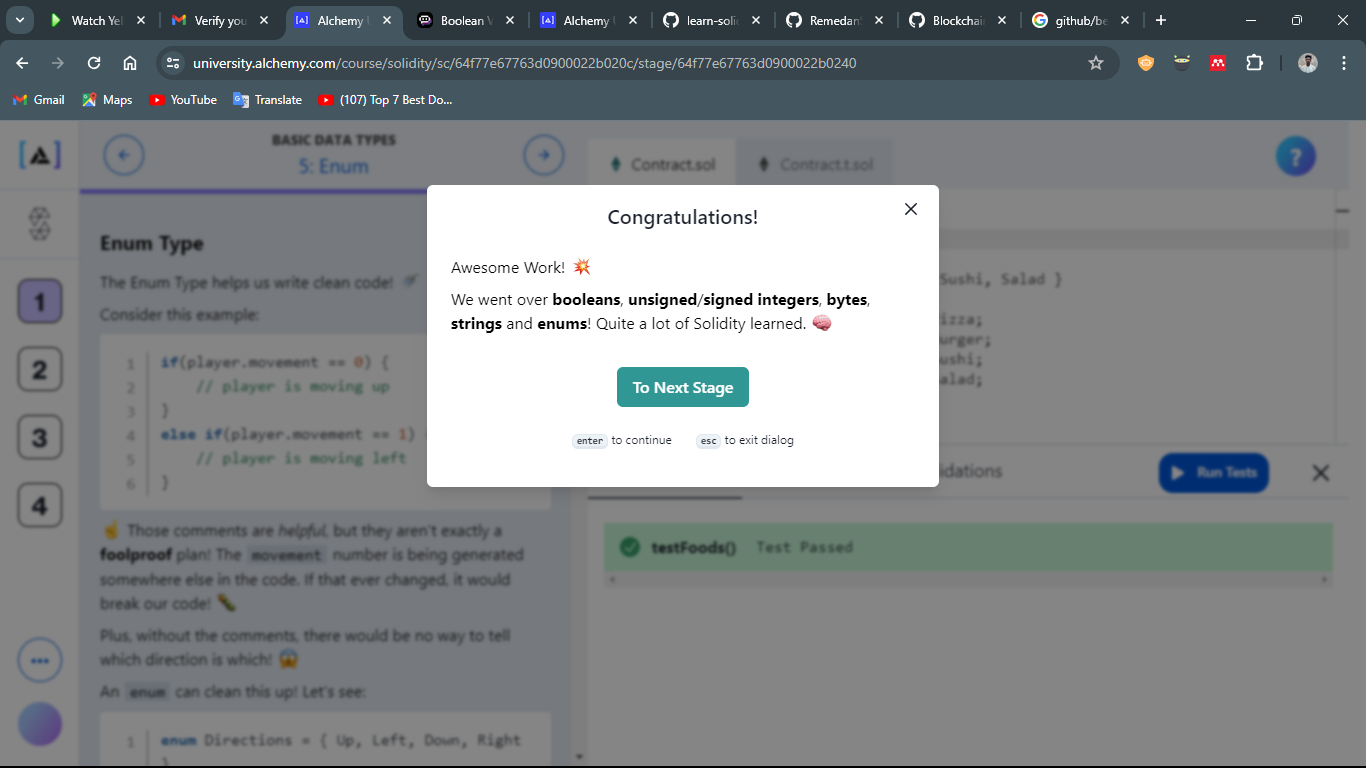 Watch Yel
Verify you
Alchemy U
Boolean V
Alchemy U
learn-soli
Remedan
Blockchai
github/be
university.alchemy.com/course/solidity/sc/64f77e67763d0900022b020c/stage/64f77e67763d0900022b0240
Gmail
Maps
YouTube
Translate
(107) Top 7 Best Do...
BASIC DATA TYPES
5: Enum
Contract.sol
Contract.t.sol
?
Enum Type
The Enum Type helps us write clean code!
Consider this example:
1 if(player.movement == 0) {
2 // player is moving up
3 }
4 else if(player.movement == 1)
5 // player is moving left
6 }
Those comments are helpful, but they aren't exactly a
foolproof plan! The movement number is being generated
somewhere else in the code. If that ever changed, it would
break our code!
Plus, without the comments, there would be no way to tell
which direction is which!
An enum can clean this up! Let's see:
1 enum Directions = { Up, Left, Down, Right
}
1
2
3
4
Congratulations!
Awesome Work!
We went over booleans, unsigned/signed integers, bytes,
strings and enums! Quite a lot of Solidity learned.
To Next Stage
enter to continue
esc to exit dialog
Sushi, Salad }
izza;
urger;
ushi;
alad;
idations
Run Tests
testFoods() Test Passed